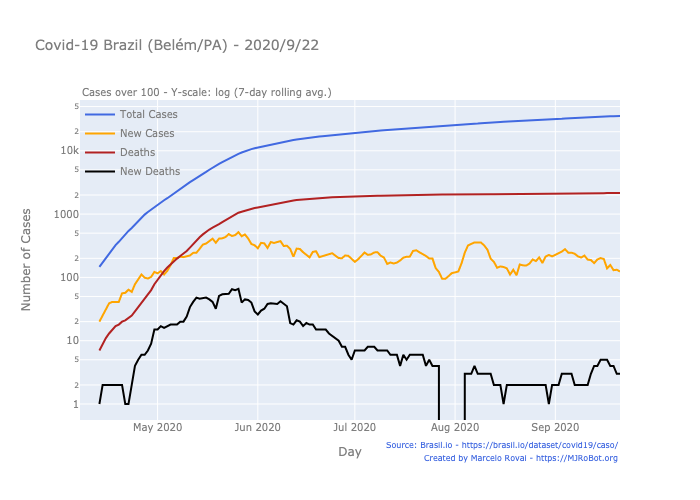 Covid-19 Brazil (Belém/PA) - 2020/9/22
Cases over 100 - Y-scale: log (7-day rolling avg.)
Total Cases
New Cases
Deaths
New Deaths
5
2
10k
5
2
1000
5
2
100
5
2
10
5
2
1
Number of Cases
May 2020
Jun 2020
Jul 2020
Aug 2020
Sep 2020
Day
Source: Brasil.io - https://brasil.io/dataset/covid19/caso/
Created by Marcelo Rovai - https://MJRoBot.org